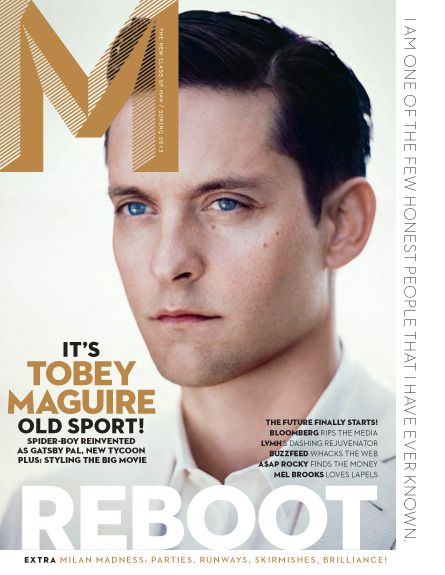 M
THE NEW CLASS OF MAN / SPRING 2013
I AM ONE OF THE FEW HONEST PEOPLE THAT I HAVE EVER KNOWN.
IT'S
TOBEY
MAGUIRE
OLD SPORT!
SPIDER-BOY REINVENTED
AS GATSBY PAL, NEW TYCOON
PLUS: STYLING THE BIG MOVIE
THE FUTURE FINALLY STARTS!
BLOOMBERG RIPS THE MEDIA
LVMH'S DASHING REJUVENATOR
BUZZFEED WHACKS THE WEB
A$AP ROCKY FINDS THE MONEY
MEL BROOKS LOVES LAPELS
REBOOT
EXTRA MILAN MADNESS: PARTIES, RUNWAYS, SKIRMISHES, BRILLIANCE!